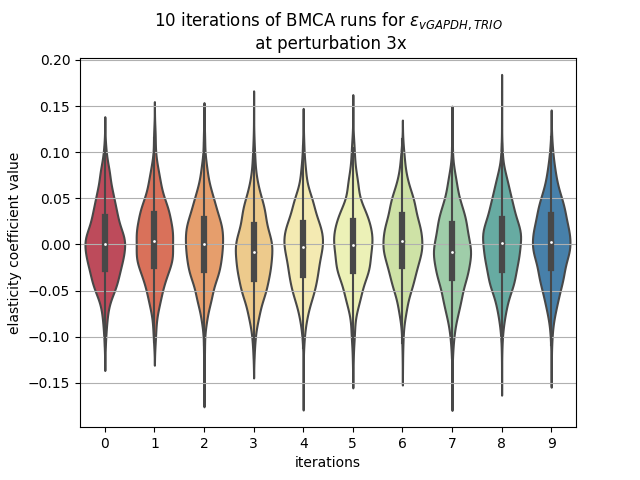 10 iterations of BMCA runs for ε_{vGAPDH,TRIO}
at perturbation 3x
0.20
0.15
0.10
0.05
0.00
−0.05
−0.10
−0.15
elasticity coefficient value
0 1 2 3 4 5 6 7 8 9
iterations